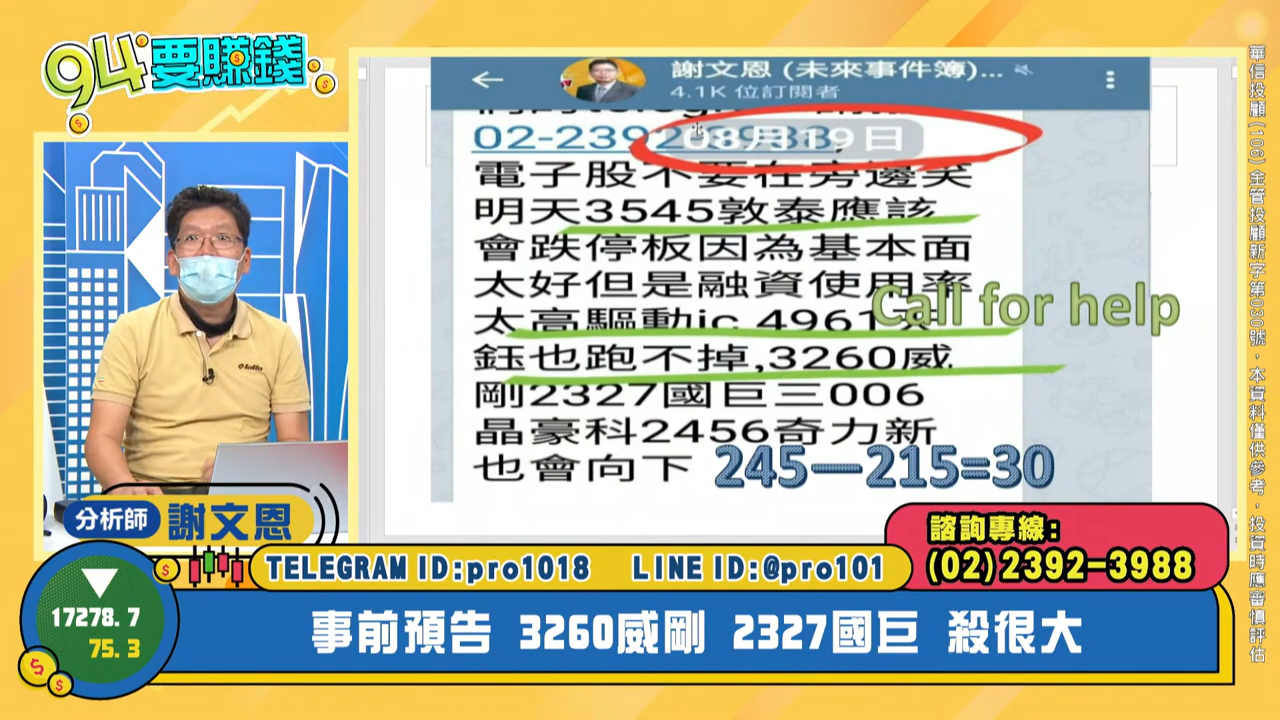 94要賺錢
謝文恩 (未來事件簿)...
4.1K 位訂閱者
08月19日
電子股不要在旁邊笑
明天3545敦泰應該
會跌停板因為基本面
太好但是融資使用率
太高驅動ic 4961天
鈺也跑不掉,3260威
剛2327國巨三006
晶豪科2456奇力新
也會向下
Call for help
245—215=30
lotto
分析師 謝文恩
TELEGRAM ID:pro1018 LINE ID:@pro101
諮詢專線:
(02)2392-3988
17278.7
75.3
事前預告 3260威剛 2327國巨 殺很大
華信投顧(106)金管投顧新字第030號,本資料僅供參考,投資時應審慎評估